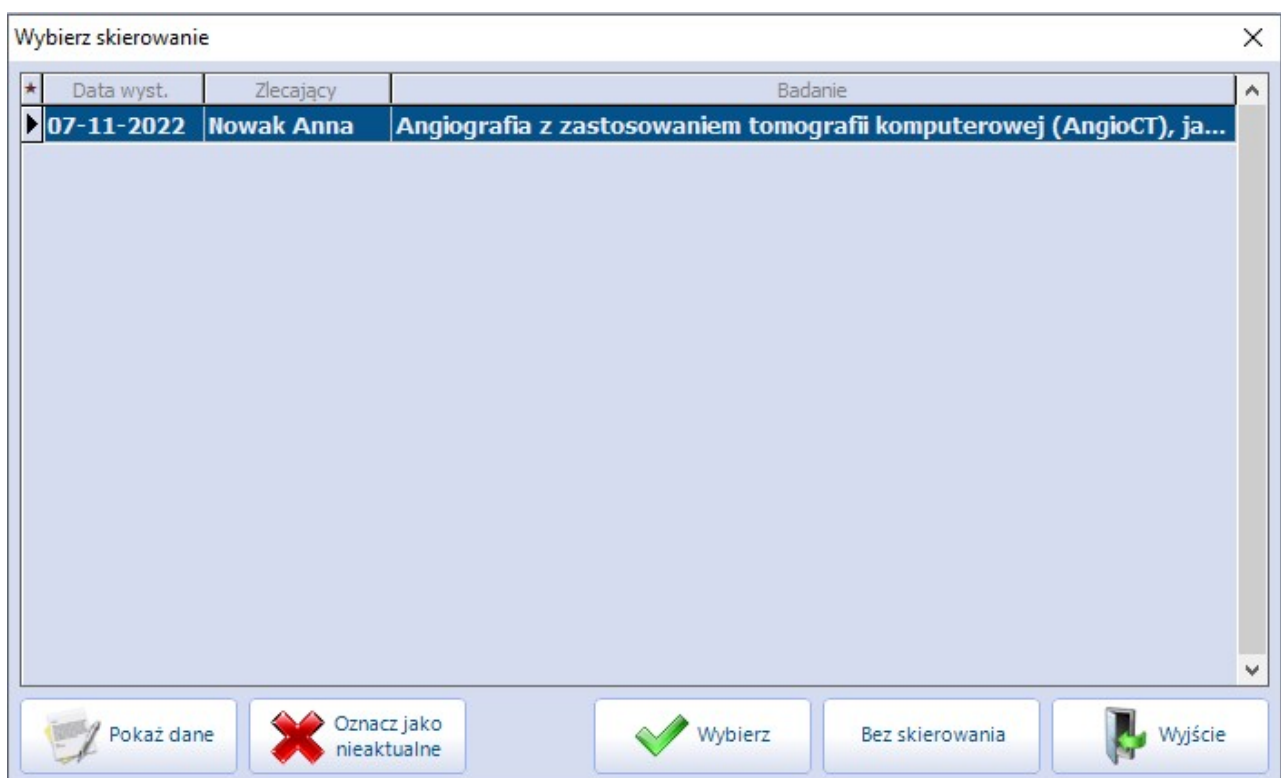 Wybierz skierowanie
Data wyst. Zlecający Badanie
07-11-2022 Nowak Anna Angiografia z zastosowaniem tomografii komputerowej (AngioCT), ja...
Pokaż dane
Oznacz jako
nieaktualne
Wybierz
Bez skierowania
Wyjście